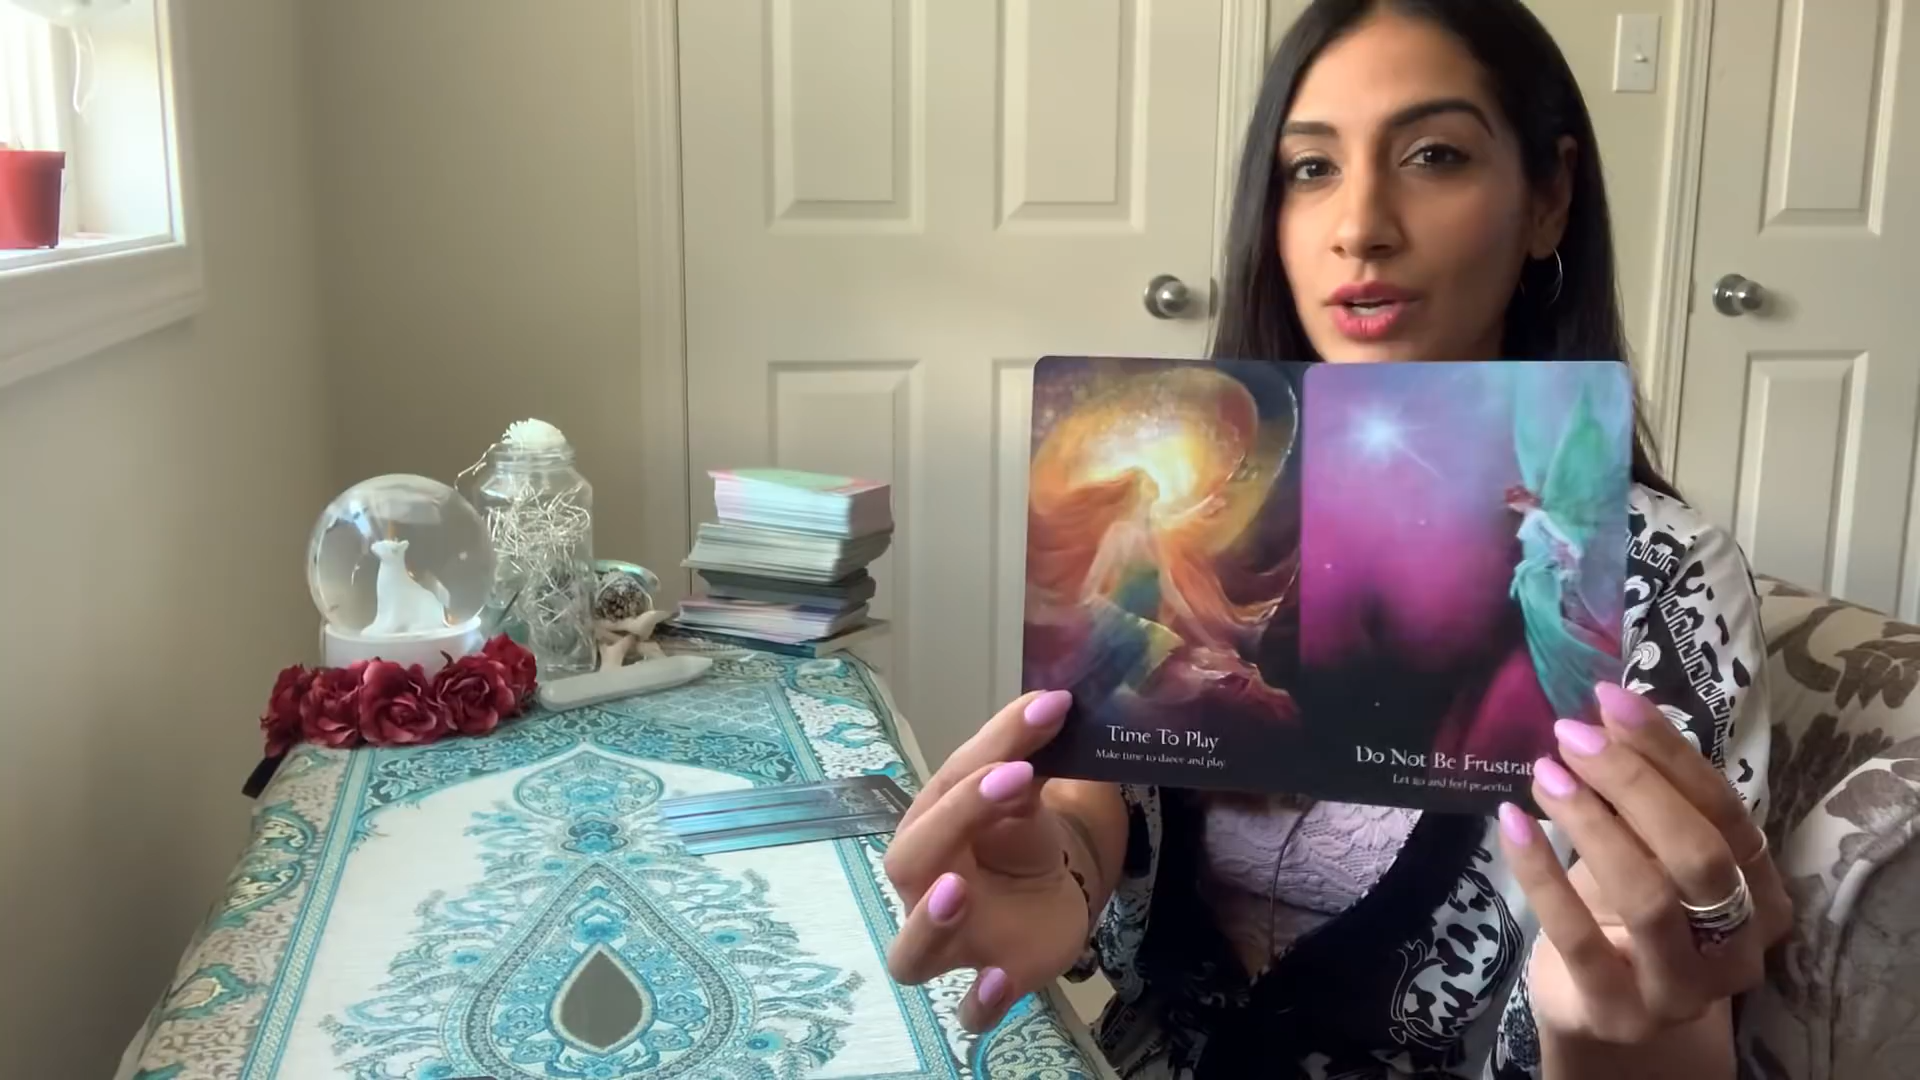 Time To Play
Make time to dance and play
Do Not Be Frustrat
Let go and feel peaceful